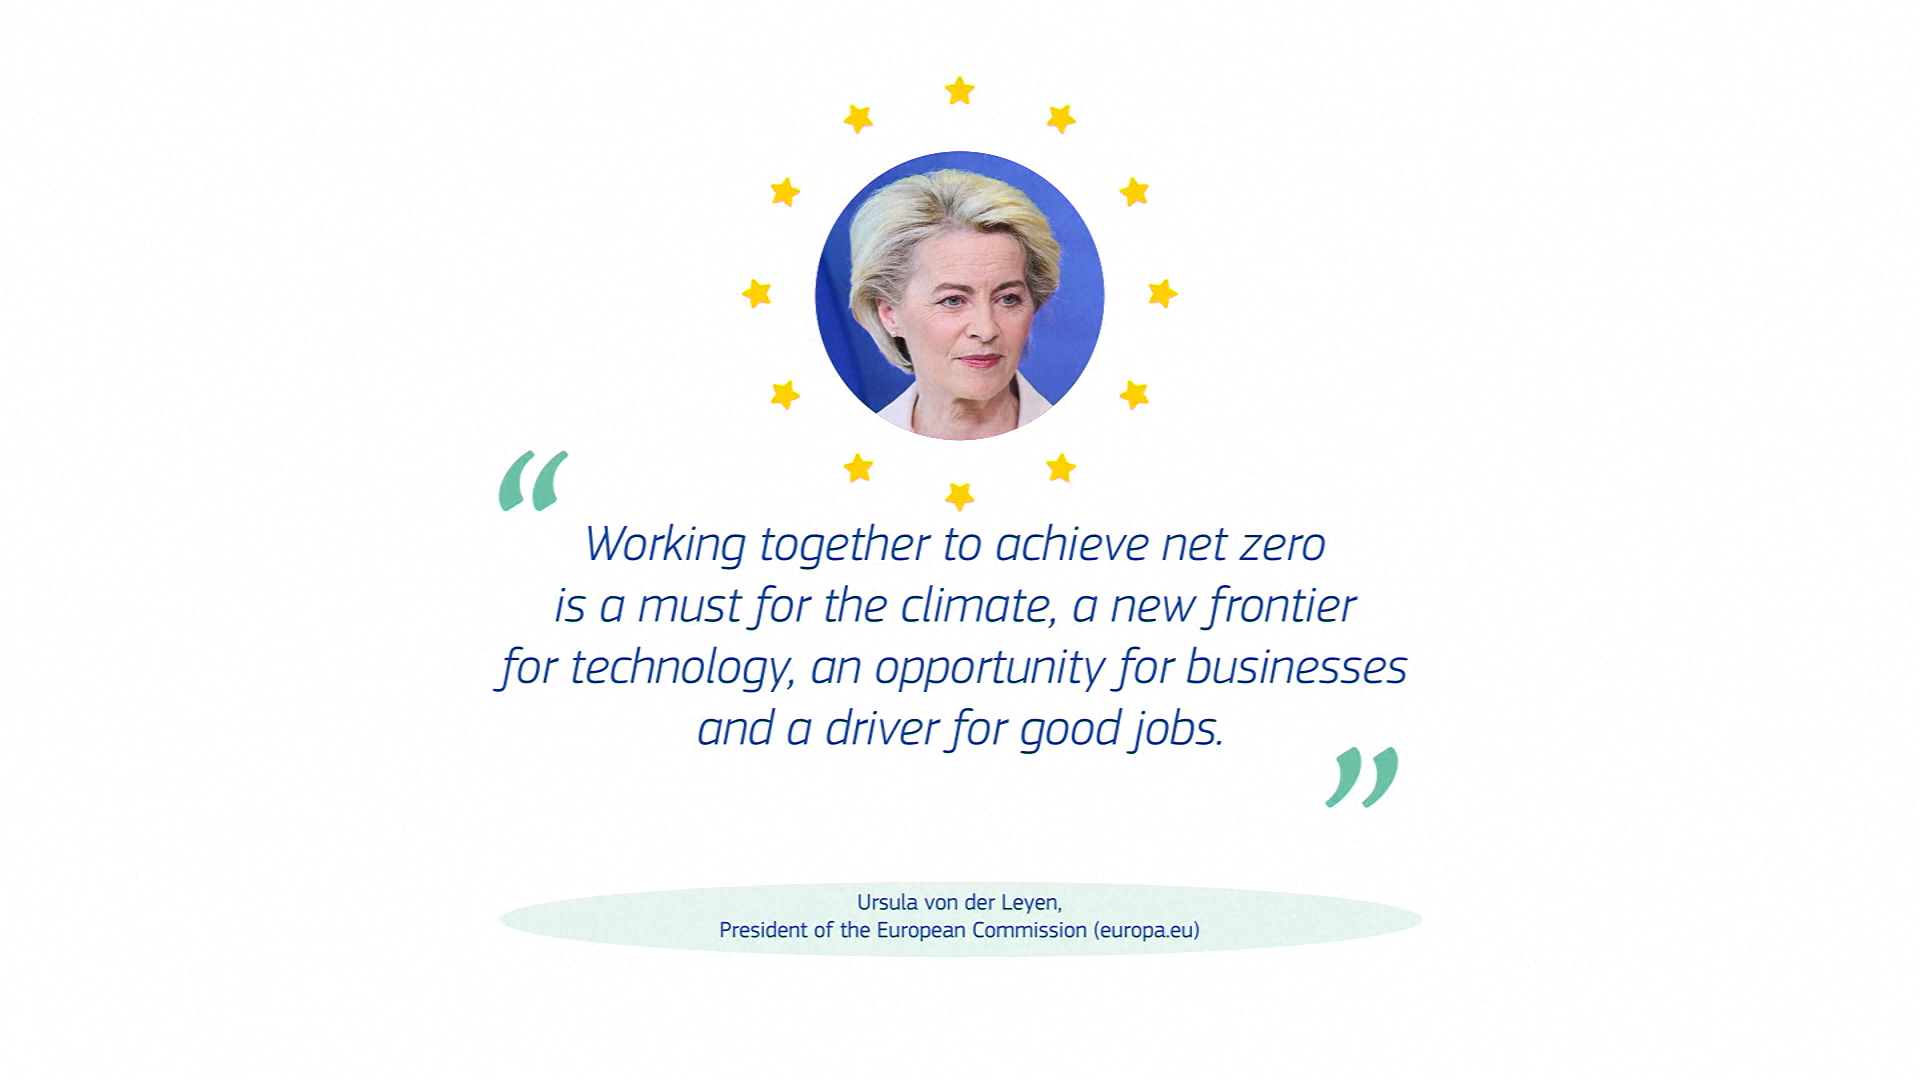 “
Working together to achieve net zero
is a must for the climate, a new frontier
for technology, an opportunity for businesses
and a driver for good jobs.
”
Ursula von der Leyen,
President of the European Commission (europa.eu)